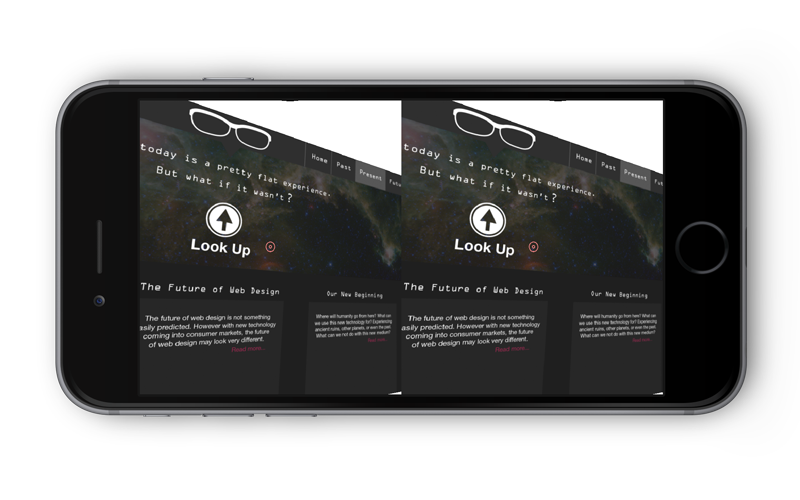 Home Past Present
today is a pretty flat experience.
But what if it wasn't?
Look Up
The Future of Web Design
The future of web design is not something
easily predicted. However with new technology
coming into consumer markets, the future
of web design may look very different.
Read more...
Our New Beginning
Where will humanity go from here? What can
we use this new technology for? Experiencing
ancient ruins, other planets, or even the past.
What can we not do with this new medium?
Read more...
Home Past Present
today is a pretty flat experience.
But what if it wasn't?
Look Up
The Future of Web Design
The future of web design is not something
easily predicted. However with new technology
coming into consumer markets, the future
of web design may look very different.
Read more...
Our New Beginning
Where will humanity go from here? What can
we use this new technology for? Experiencing
ancient ruins, other planets, or even the past.
What can we not do with this new medium?
Read more...